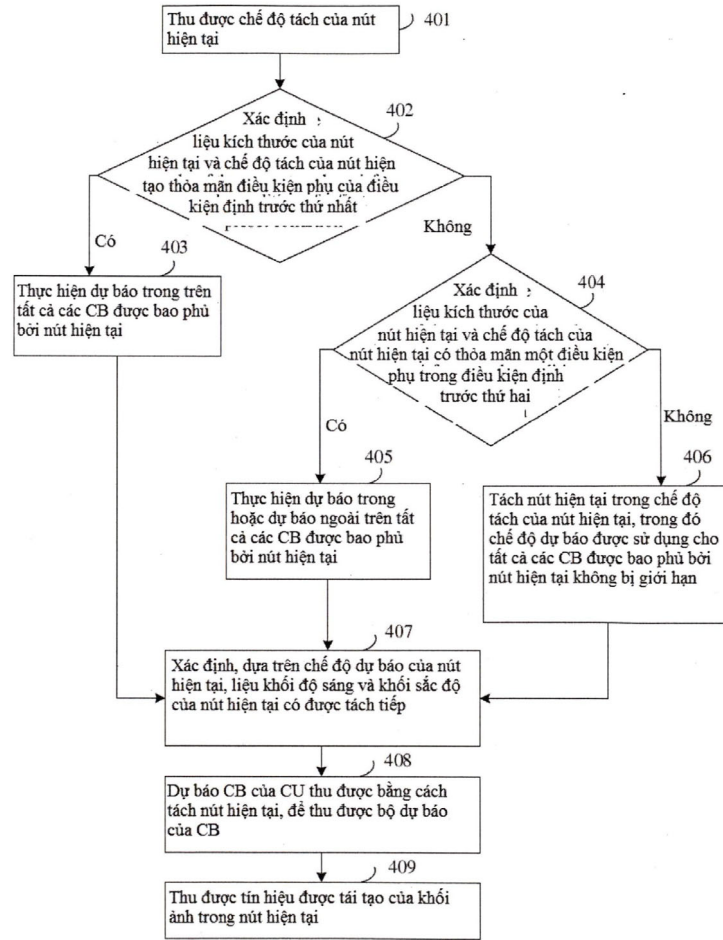 Thu được chế độ tách của nút
hiện tại
401
Xác định
liệu kích thước của nút
hiện tại và chế độ tách của nút hiện
tạo thỏa mãn điều kiện phụ của điều
kiện định trước thứ nhất
402
Có
Không
403
Thực hiện dự báo trong trên
tất cả các CB được bao phủ
bởi nút hiện tại
Xác định
liệu kích thước của
nút hiện tại và chế độ tách của
nút hiện tại có thỏa mãn một điều kiện
phụ trong điều kiện định
trước thứ hai
404
Có
Không
405
Thực hiện dự báo trong
hoặc dự báo ngoài trên tất
cả các CB được bao phủ
bởi nút hiện tại
406
Tách nút hiện tại trong chế độ
tách của nút hiện tại, trong đó
chế độ dự báo được sử dụng cho
tất cả các CB được bao phủ bởi
nút hiện tại không bị giới hạn
407
Xác định, dựa trên chế độ dự báo của nút
hiện tại, liệu khối độ sáng và khối sắc độ
của nút hiện tại có được tách tiếp
408
Dự báo CB của CU thu được bằng cách
tách nút hiện tại, để thu được bộ dự báo
của CB
409
Thu được tín hiệu được tái tạo của khối
ảnh trong nút hiện tại